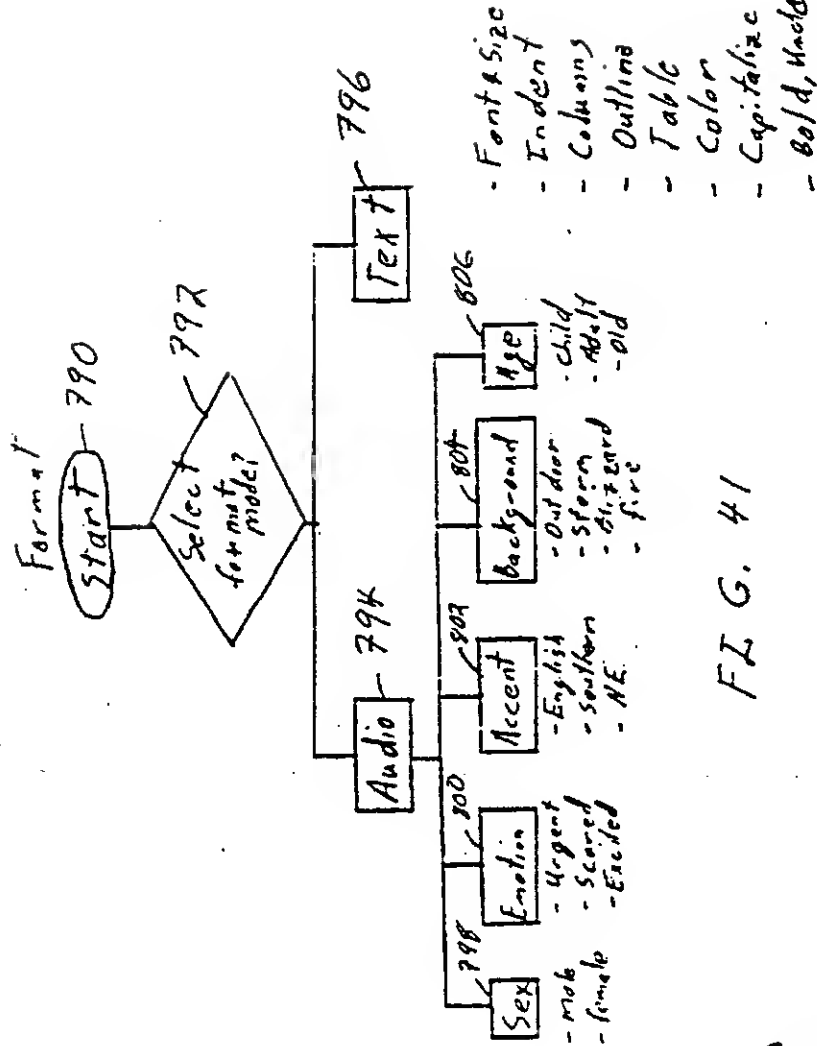 Format
Start
790
Select
format
mode?
792
Audio
794
Text
796
Sex
798
- male
- female
Emotion
800
- Urgent
- Scared
- Excited
Accent
802
- English
- Southern
- NE
Background
804
- Outdoor
- Storm
- Blizzard
- fire
Age
806
- Child
- Adult
- Old
- Font & Size
- Indent
- Columns
- Outline
- Table
- Color
- Capitalize
- Bold,
FIG. 41